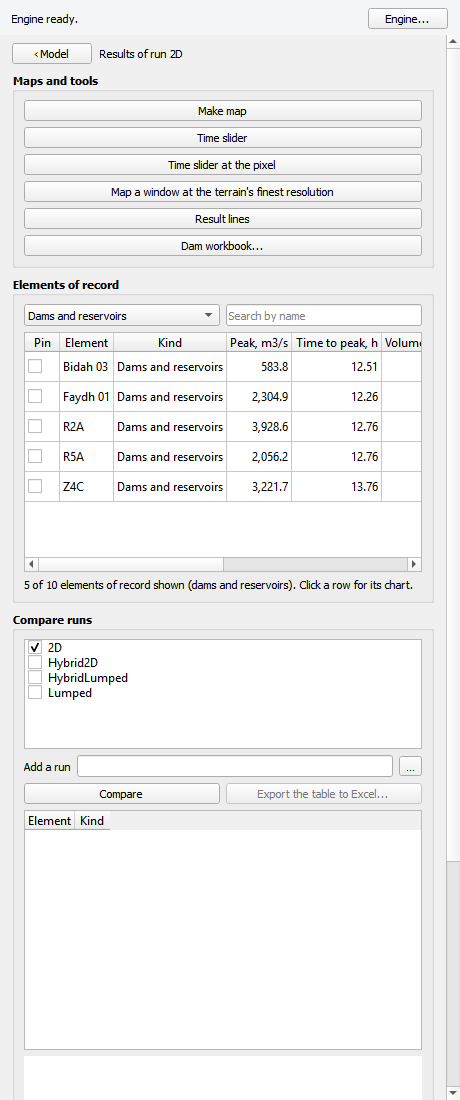 Engine ready.
Engine...
‹ Model
Results of run 2D
Maps and tools
Make map
Time slider
Time slider at the pixel
Map a window at the terrain's finest resolution
Result lines
Dam workbook...
Elements of record
Dams and reservoirs
Search by name
Pin Element Kind Peak, m3/s Time to peak, h Volume
Bidah 03 Dams and reservoirs 583.8 12.51
Faydh 01 Dams and reservoirs 2,304.9 12.26
R2A Dams and reservoirs 3,928.6 12.76
R5A Dams and reservoirs 2,056.2 12.76
Z4C Dams and reservoirs 3,221.7 13.76
5 of 10 elements of record shown (dams and reservoirs). Click a row for its chart.
Compare runs
2D
Hybrid2D
HybridLumped
Lumped
Add a run
...
Compare
Export the table to Excel...
Element Kind